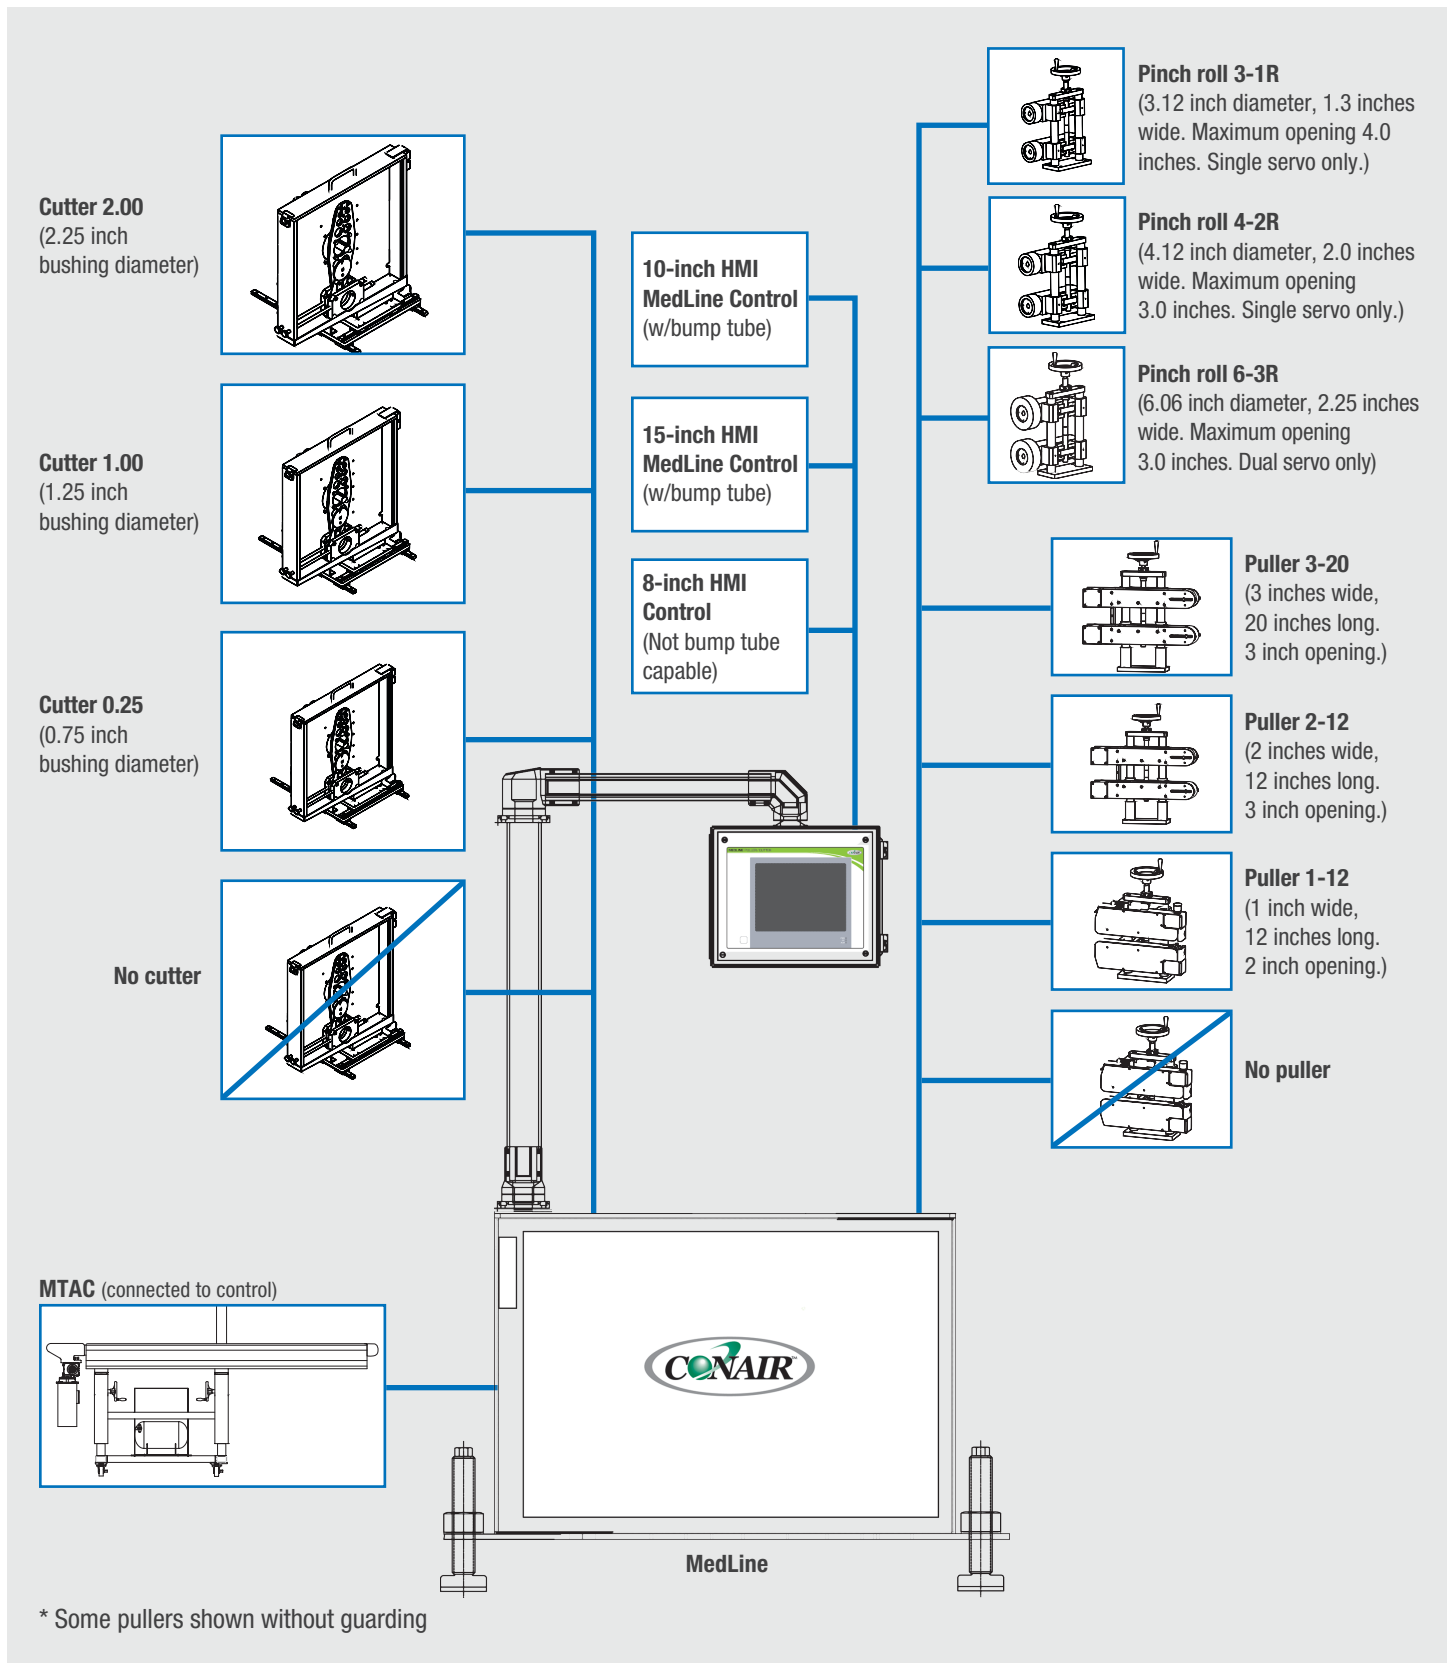 Cutter 2.00
(2.25 inch
bushing diameter)
Cutter 1.00
(1.25 inch
bushing diameter)
Cutter 0.25
(0.75 inch
bushing diameter)
No cutter
10-inch HMI
MedLine Control
(w/bump tube)
15-inch HMI
MedLine Control
(w/bump tube)
8-inch HMI
Control
(Not bump tube
capable)
Pinch roll 3-1R
(3.12 inch diameter, 1.3 inches
wide. Maximum opening 4.0
inches. Single servo only.)
Pinch roll 4-2R
(4.12 inch diameter, 2.0 inches
wide. Maximum opening
3.0 inches. Single servo only.)
Pinch roll 6-3R
(6.06 inch diameter, 2.25 inches
wide. Maximum opening
3.0 inches. Dual servo only)
Puller 3-20
(3 inches wide,
20 inches long.
3 inch opening.)
Puller 2-12
(2 inches wide,
12 inches long.
3 inch opening.)
Puller 1-12
(1 inch wide,
12 inches long.
2 inch opening.)
No puller
MTAC (connected to control)
CONAIR
MedLine
* Some pullers shown without guarding